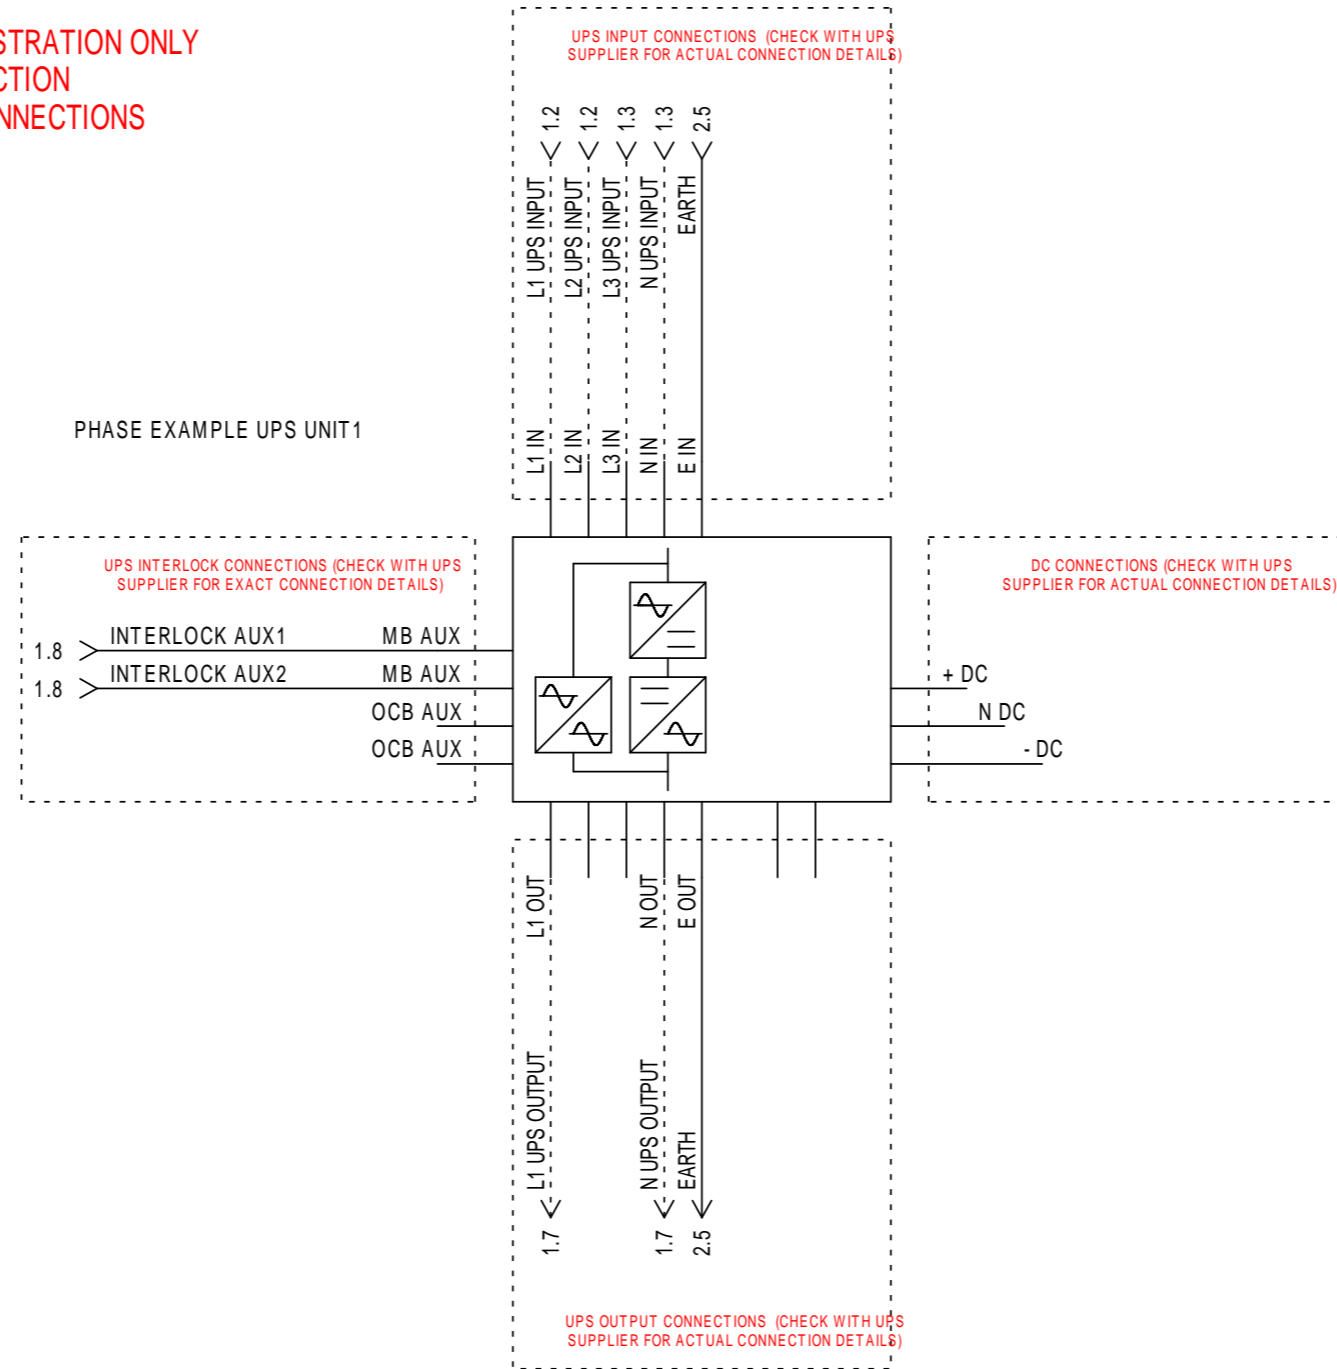 STRATION ONLY
CTION
NNECTIONS
UPS INPUT CONNECTIONS (CHECK WITH UPS
SUPPLIER FOR ACTUAL CONNECTION DETAILS)
1.2
1.2
1.3
1.3
2.5
L1 UPS INPUT
L2 UPS INPUT
L3 UPS INPUT
N UPS INPUT
EARTH
PHASE EXAMPLE UPS UNIT1
L1 IN
L2 IN
L3 IN
N IN
E IN
UPS INTERLOCK CONNECTIONS (CHECK WITH UPS
SUPPLIER FOR EXACT CONNECTION DETAILS)
DC CONNECTIONS (CHECK WITH UPS
SUPPLIER FOR ACTUAL CONNECTION DETAILS)
1.8 INTERLOCK AUX1 MB AUX
1.8 INTERLOCK AUX2 MB AUX
OCB AUX
OCB AUX
+ DC
N DC
- DC
L1 OUT
N OUT
E OUT
L1 UPS OUTPUT
N UPS OUTPUT
EARTH
1.7
1.7
2.5
UPS OUTPUT CONNECTIONS (CHECK WITH UPS
SUPPLIER FOR ACTUAL CONNECTION DETAILS)